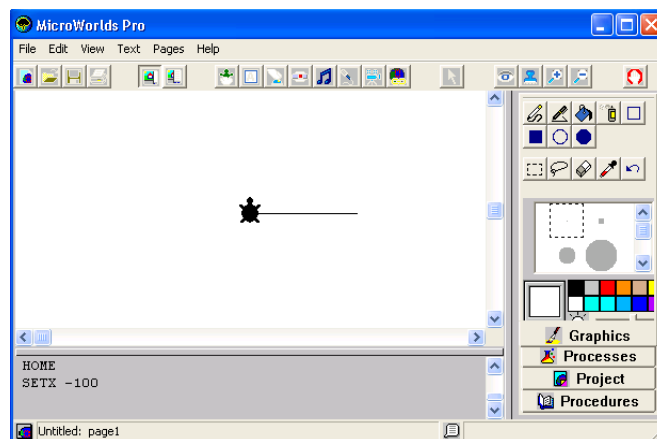 MicroWorlds Pro
File Edit View Text Pages Help
Graphics
Processes
Project
Procedures
HOME
SETX -100
Untitled: page1